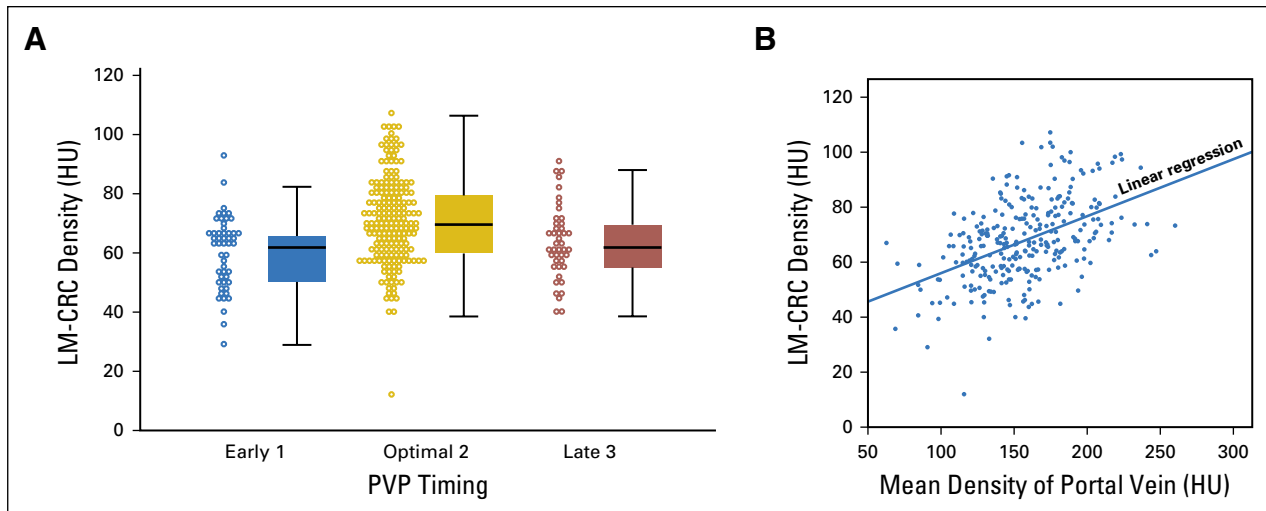 A
LM-CRC Density (HU)
120
100
80
60
40
20
0
Early 1
Optimal 2
Late 3
PVP Timing
B
LM-CRC Density (HU)
120
100
80
60
40
20
0
Linear regression
50
100
150
200
250
300
Mean Density of Portal Vein (HU)